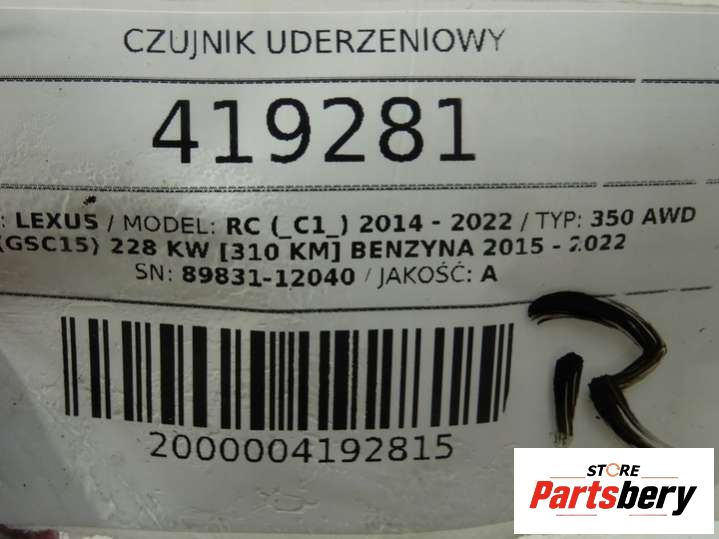 CZUJNIK UDERZENIOWY
419281
: LEXUS / MODEL: RC (_C1_) 2014 - 2022 / TYP: 350 AWD
(GSC15) 228 KW [310 KM] BENZYNA 2015 - 2022
SN: 89831-12040 / JAKOŚĆ: A
R
2000004192815
STORE
Partsbery